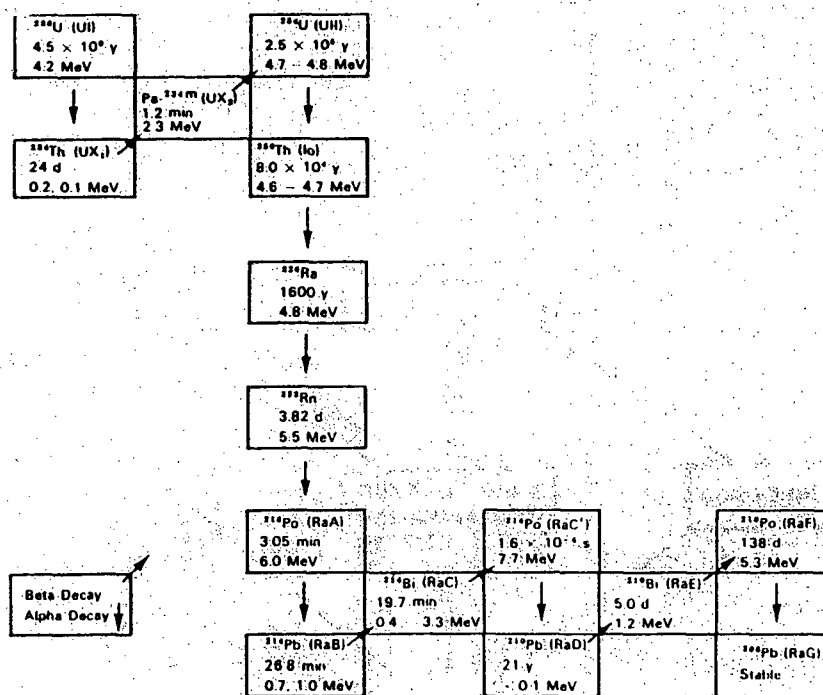 ²³⁸U (UI)
4.5 × 10⁹ y
4.2 MeV
²³⁴U (UII)
2.5 × 10⁵ y
4.7 - 4.8 MeV
Pa-²³⁴ᵐ (UX₂)
1.2 min
2.3 MeV
²³⁴Th (UX₁)
24 d
0.2, 0.1 MeV
²³⁰Th (Io)
8.0 × 10⁴ y
4.6 – 4.7 MeV
²²⁶Ra
1600 y
4.8 MeV
²²²Rn
3.82 d
5.5 MeV
²¹⁸Po (RaA)
3.05 min
6.0 MeV
²¹⁴Po (RaC')
1.6 × 10⁻⁴ s
7.7 MeV
²¹⁰Po (RaF)
138 d
5.3 MeV
²¹⁴Bi (RaC)
19.7 min
0.4 3.3 MeV
²¹⁰Bi (RaE)
5.0 d
1.2 MeV
Beta Decay
Alpha Decay
²¹⁴Pb (RaB)
26.8 min
0.7, 1.0 MeV
²¹⁰Pb (RaD)
21 y
0.1 MeV
²⁰⁶Pb (RaG)
Stable